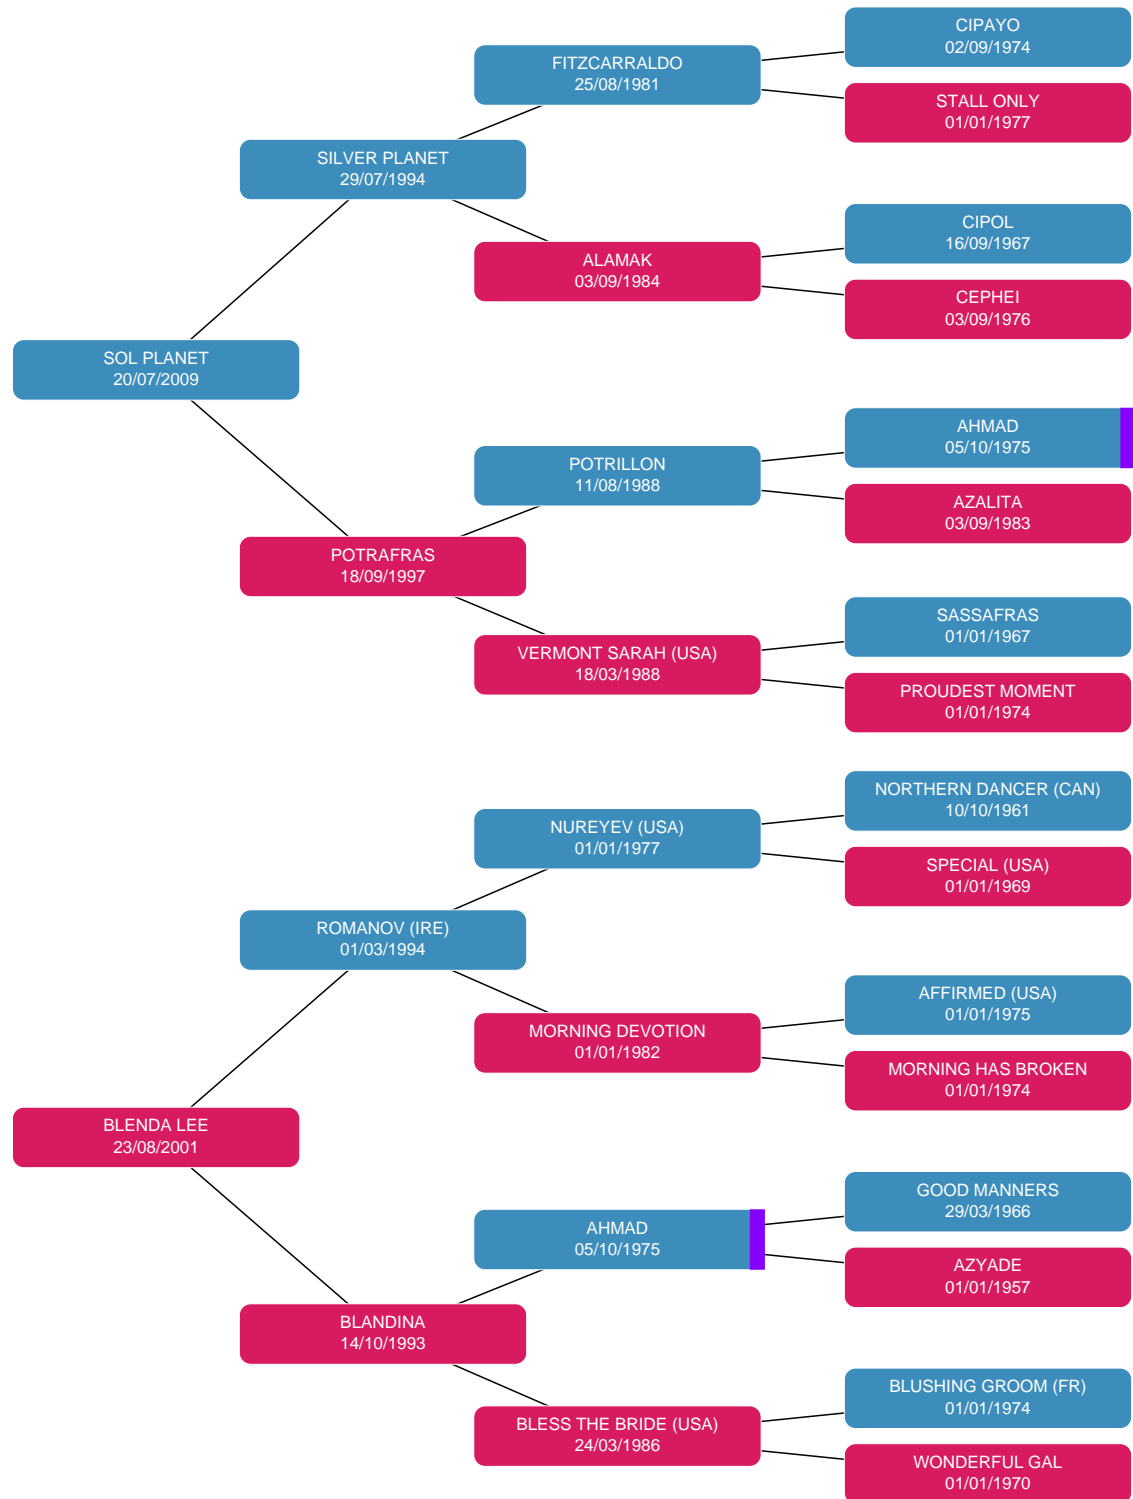 CIPAYO
02/09/1974
FITZCARRALDO
25/08/1981
STALL ONLY
01/01/1977
SILVER PLANET
29/07/1994
CIPOL
16/09/1967
ALAMAK
03/09/1984
CEPHEI
03/09/1976
SOL PLANET
20/07/2009
AHMAD
05/10/1975
POTRILLON
11/08/1988
AZALITA
03/09/1983
POTRAFRAS
18/09/1997
SASSAFRAS
01/01/1967
VERMONT SARAH (USA)
18/03/1988
PROUDEST MOMENT
01/01/1974
NORTHERN DANCER (CAN)
10/10/1961
NUREYEV (USA)
01/01/1977
SPECIAL (USA)
01/01/1969
ROMANOV (IRE)
01/03/1994
AFFIRMED (USA)
01/01/1975
MORNING DEVOTION
01/01/1982
MORNING HAS BROKEN
01/01/1974
BLENDA LEE
23/08/2001
GOOD MANNERS
29/03/1966
AHMAD
05/10/1975
AZYADE
01/01/1957
BLANDINA
14/10/1993
BLUSHING GROOM (FR)
01/01/1974
BLESS THE BRIDE (USA)
24/03/1986
WONDERFUL GAL
01/01/1970